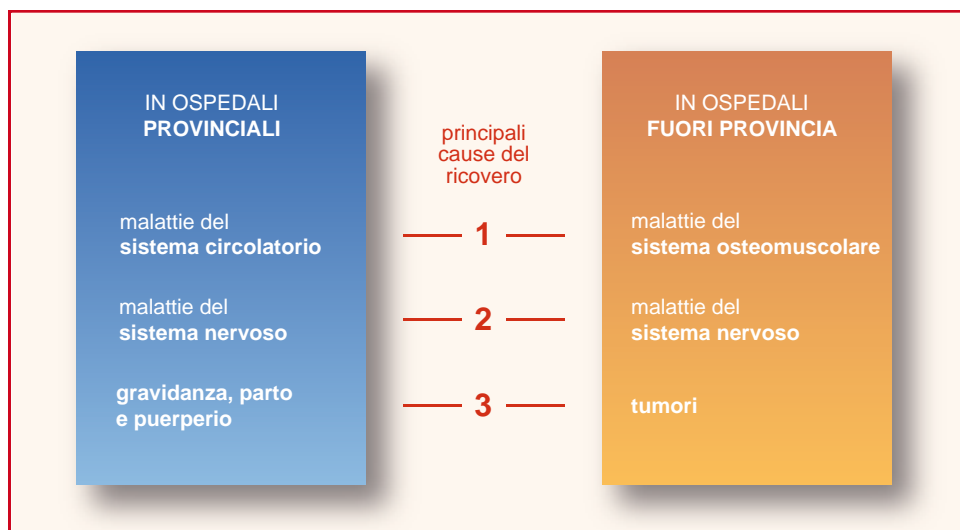 IN OSPEDALI
PROVINCIALI
principali
cause del
ricovero
IN OSPEDALI
FUORI PROVINCIA
malattie del
sistema circolatorio
1
malattie del
sistema osteomuscolare
malattie del
sistema nervoso
2
malattie del
sistema nervoso
gravidanza, parto
e puerperio
3
tumori